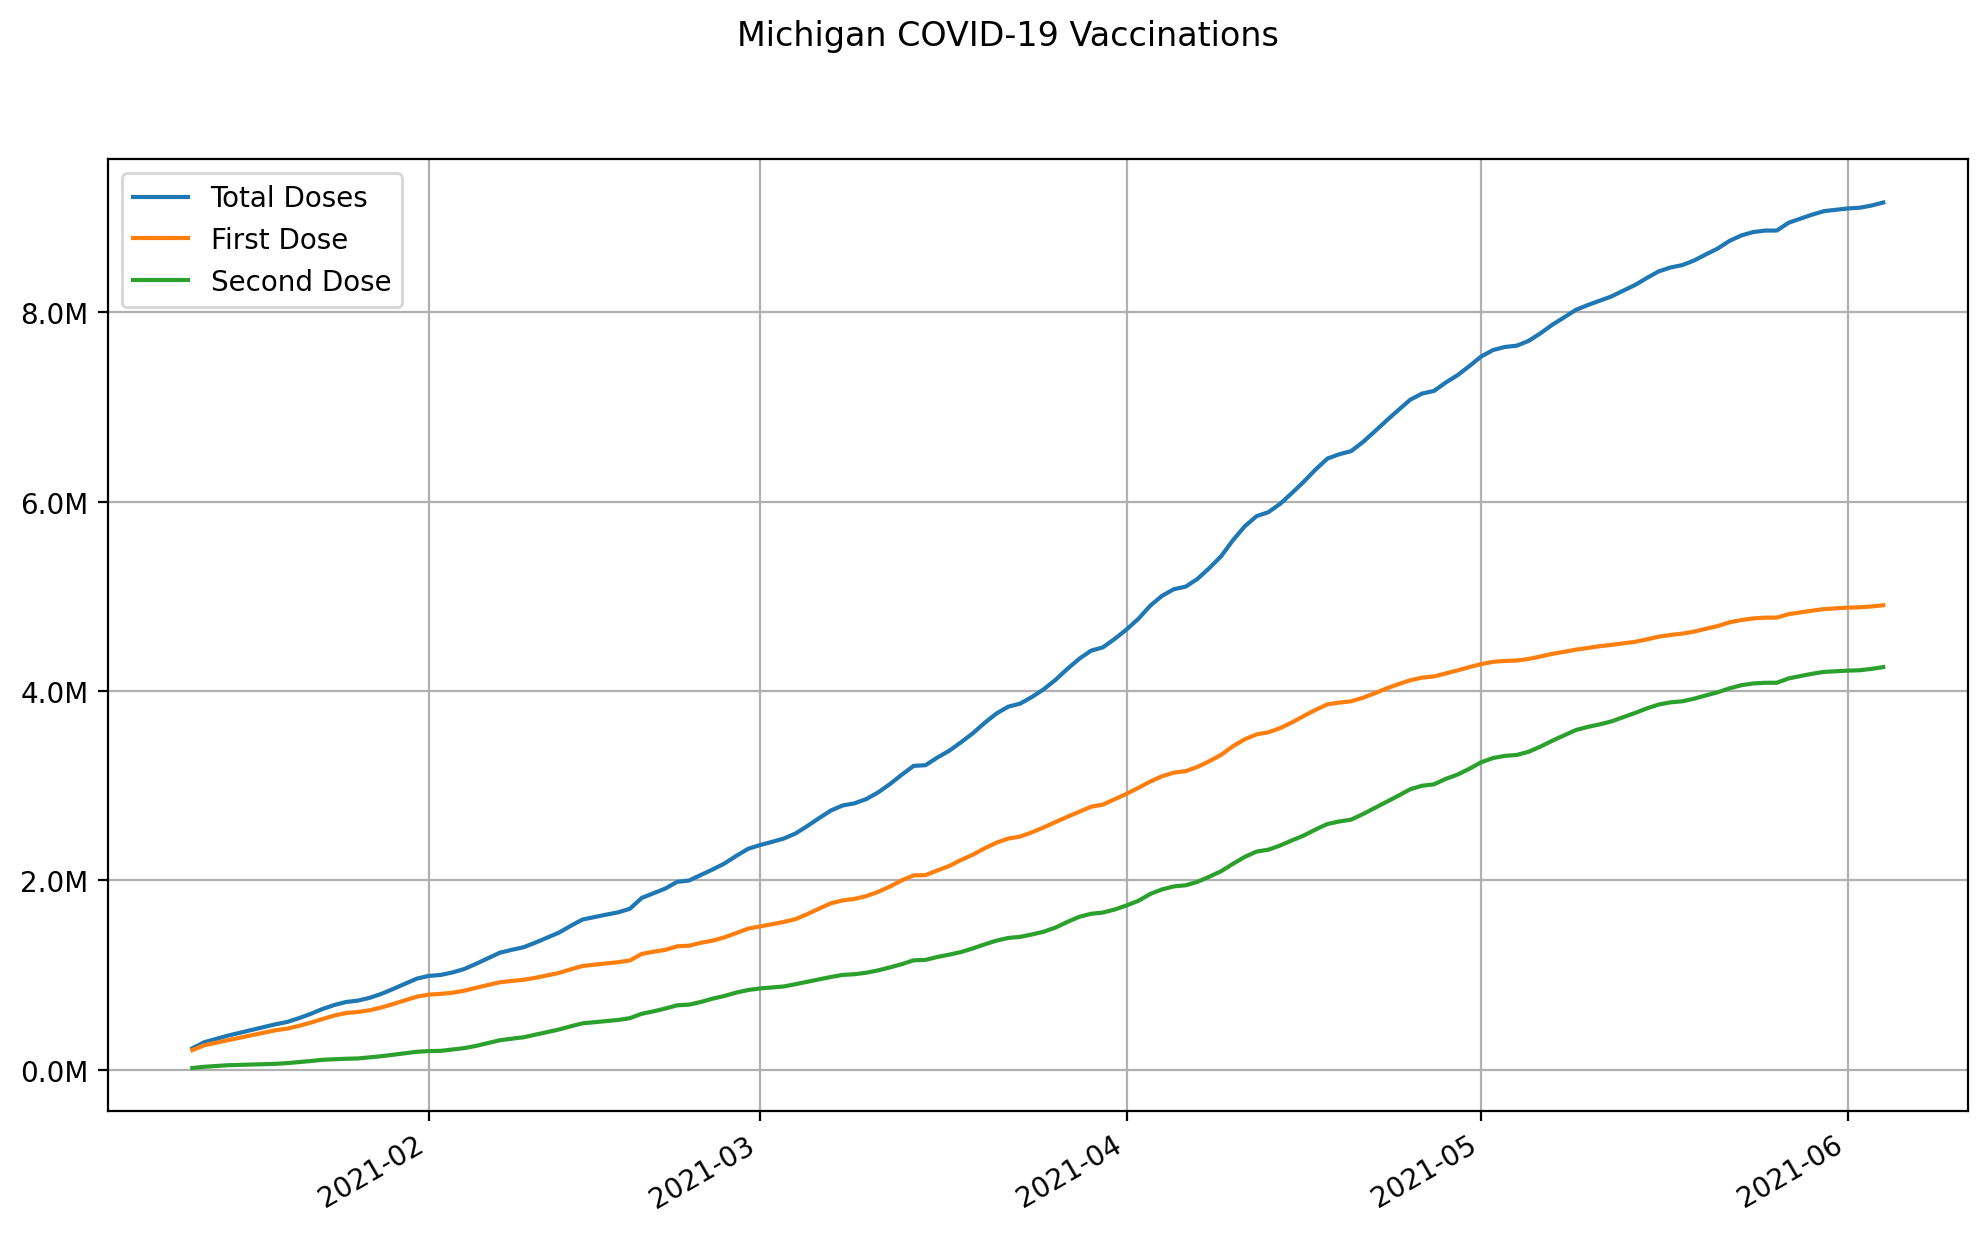 Michigan COVID-19 Vaccinations
Total Doses
First Dose
Second Dose
8.0M
6.0M
4.0M
2.0M
0.0M
2021-02
2021-03
2021-04
2021-05
2021-06